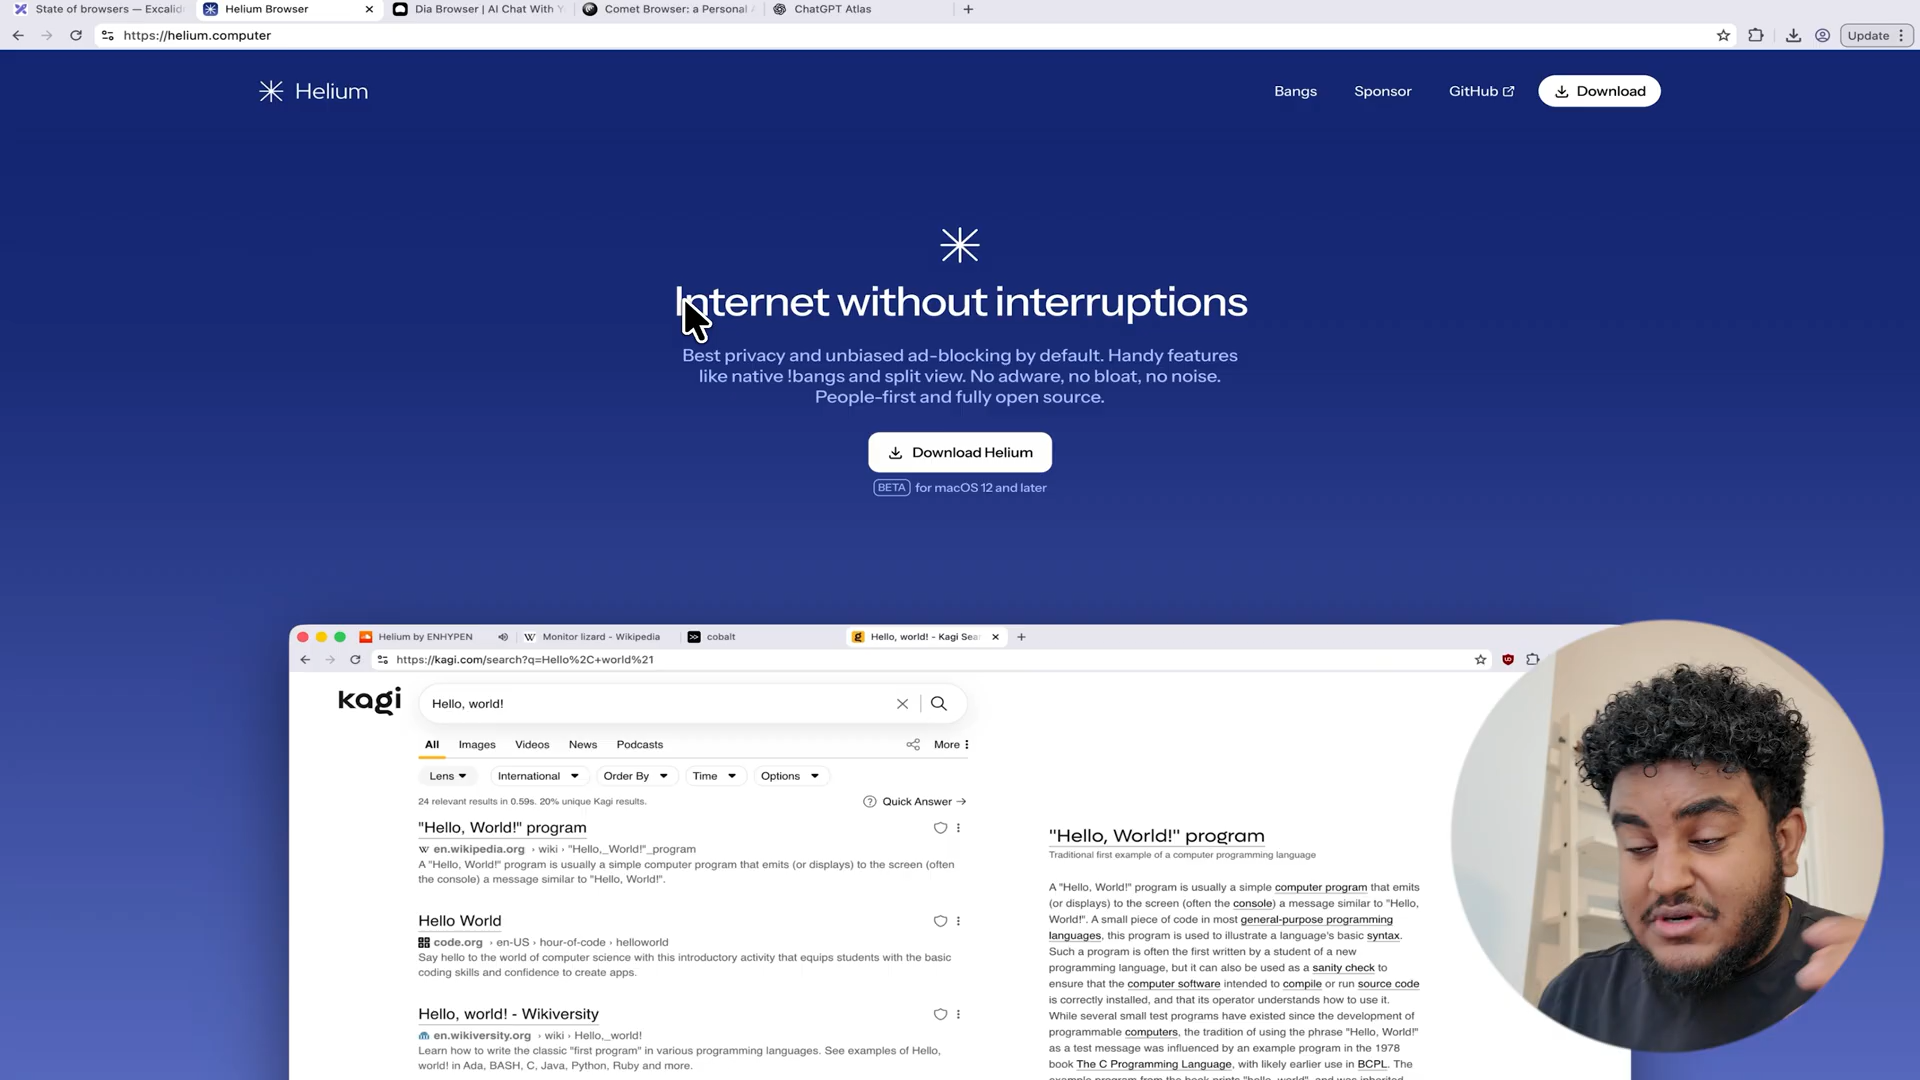 State of browsers — Excalid
Helium Browser
Dia Browser | AI Chat With Y
Comet Browser: a Personal A
ChatGPT Atlas
https://helium.computer
Update
Helium
Bangs
Sponsor
GitHub
Download
Internet without interruptions
Best privacy and unbiased ad-blocking by default. Handy features
like native !bangs and split view. No adware, no bloat, no noise.
People-first and fully open source.
Download Helium
BETA for macOS 12 and later
Helium by ENHYPEN
Monitor lizard - Wikipedia
cobalt
Hello, world! - Kagi Sea
https://kagi.com/search?q=Hello%2C+world%21
kagi
Hello, world!
All
Images
Videos
News
Podcasts
More
Lens
International
Order By
Time
Options
24 relevant results in 0.59s. 20% unique Kagi results.
Quick Answer
"Hello, World!" program
en.wikipedia.org › wiki › "Hello,_World!"_program
A "Hello, World!" program is usually a simple computer program that emits (or displays) to the screen (often
the console) a message similar to "Hello, World!".
Hello World
code.org › en-US › hour-of-code › helloworld
Say hello to the world of computer science with this introductory activity that equips students with the basic
coding skills and confidence to create apps.
Hello, world! - Wikiversity
en.wikiversity.org › wiki › Hello,_world!
Learn how to write the classic "first program" in various programming languages. See examples of Hello,
world! in Ada, BASH, C, Java, Python, Ruby and more.
"Hello, World!" program
Traditional first example of a computer programming language
A "Hello, World!" program is usually a simple computer program that emits
(or displays) to the screen (often the console) a message similar to "Hello,
World!". A small piece of code in most general-purpose programming
languages, this program is used to illustrate a language's basic syntax.
Such a program is often the first written by a student of a new
programming language, but it can also be used as a sanity check to
ensure that the computer software intended to compile or run source code
is correctly installed, and that its operator understands how to use it.
While several small test programs have existed since the development of
programmable computers, the tradition of using the phrase "Hello, World!"
as a test message was influenced by an example program in the 1978
book The C Programming Language, with likely earlier use in BCPL. The
example program from the book prints "hello, world", and was inherited